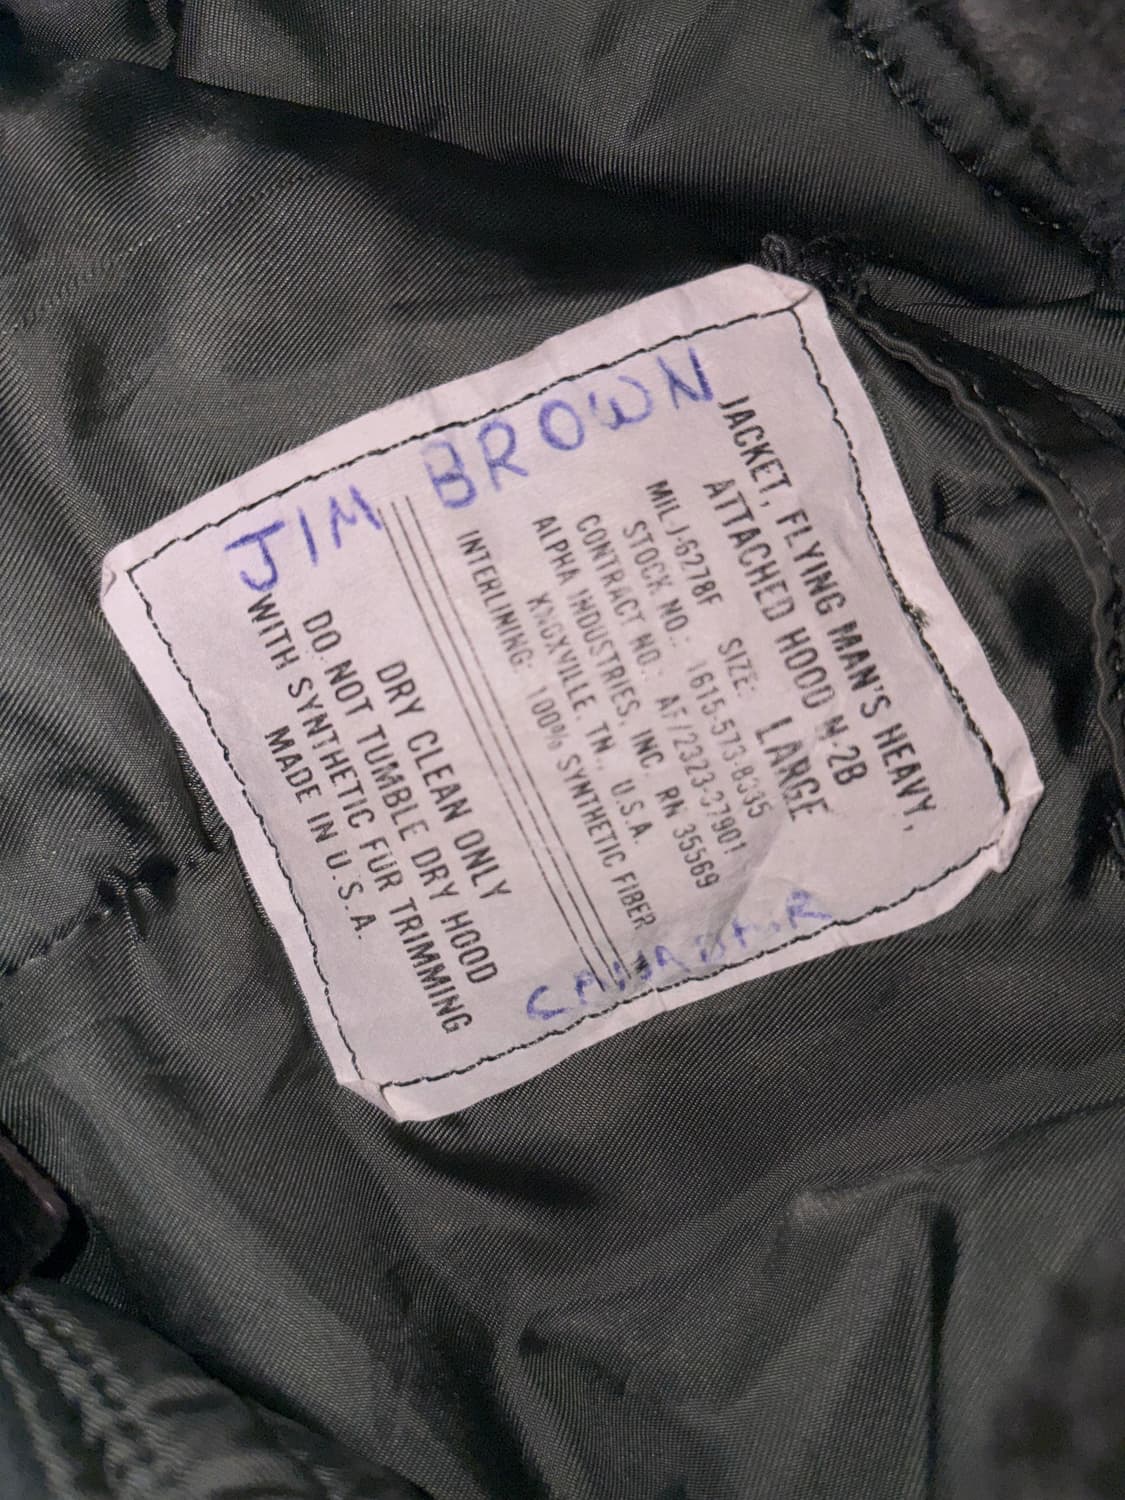 JACKET, FLYING MAN'S HEAVY,
ATTACHED HOOD N-2B
MIL-J-6278F SIZE: LARGE
STOCK NO.: 1615-573-8335
CONTRACT NO.: AF/2323-37901
ALPHA INDUSTRIES, INC. RN 35569
KNOXVILLE, TN., U.S.A.
INTERLINING: 100% SYNTHETIC FIBER
DRY CLEAN ONLY
DO NOT TUMBLE DRY HOOD
WITH SYNTHETIC FUR TRIMMING
MADE IN U.S.A.
JIM BROWN